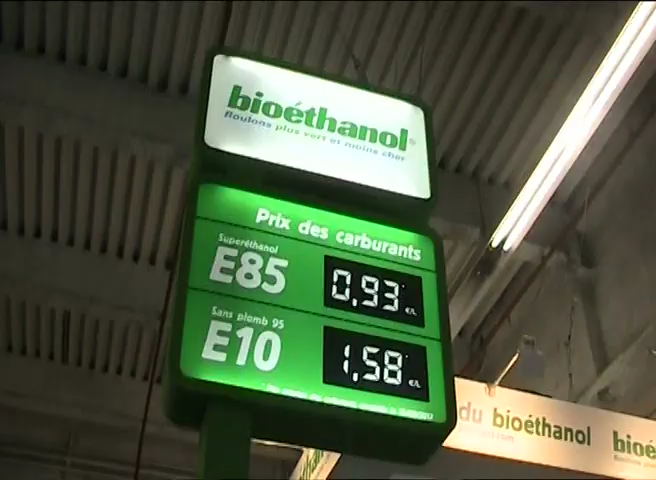 bioéthanol®
Roulons plus vert et moins cher
Prix des carburants
Superéthanol
E85
0,93* €/L
Sans plomb 95
E10
1,58* €/L
du bioéthanol
bioé